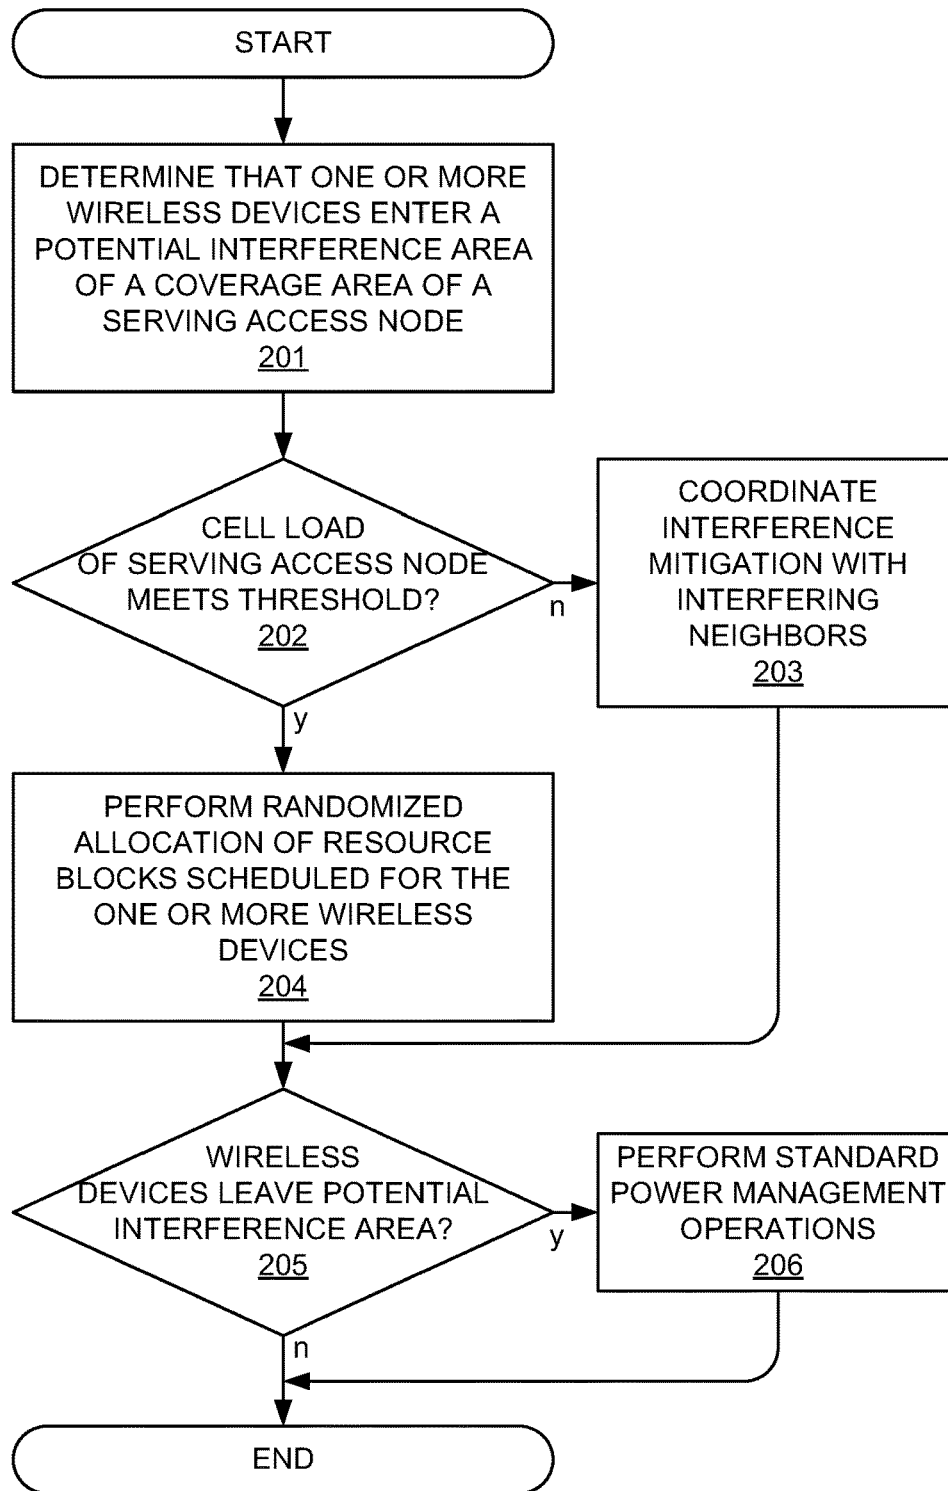 START
DETERMINE THAT ONE OR MORE
WIRELESS DEVICES ENTER A
POTENTIAL INTERFERENCE AREA
OF A COVERAGE AREA OF A
SERVING ACCESS NODE
201
CELL LOAD
OF SERVING ACCESS NODE
MEETS THRESHOLD?
202
n
y
COORDINATE
INTERFERENCE
MITIGATION WITH
INTERFERING
NEIGHBORS
203
PERFORM RANDOMIZED
ALLOCATION OF RESOURCE
BLOCKS SCHEDULED FOR THE
ONE OR MORE WIRELESS
DEVICES
204
WIRELESS
DEVICES LEAVE POTENTIAL
INTERFERENCE AREA?
205
y
n
PERFORM STANDARD
POWER MANAGEMENT
OPERATIONS
206
END